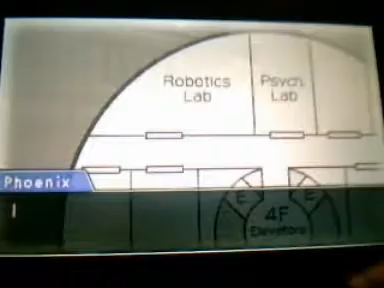 Robotics
Lab
Psych
Lab
Phoenix
I
E
E
4F
Elevators